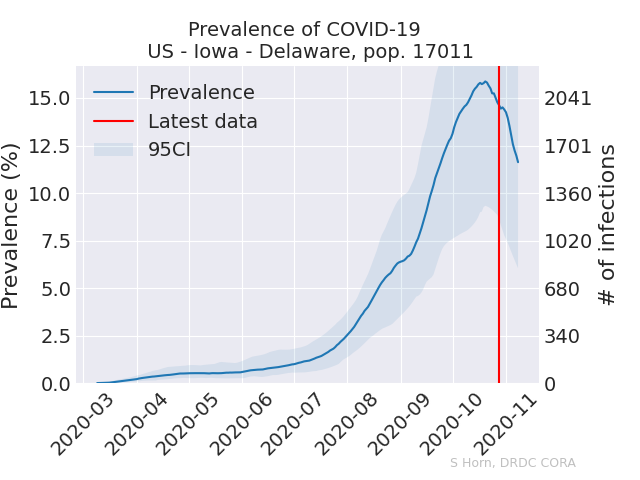 Prevalence of COVID-19
US - Iowa - Delaware, pop. 17011
Prevalence
Latest data
95CI
Prevalence (%)
15.0
12.5
10.0
7.5
5.0
2.5
0.0
2041
1701
1360
1020
680
340
0
# of infections
2020-03
2020-04
2020-05
2020-06
2020-07
2020-08
2020-09
2020-10
2020-11
S Horn, DRDC CORA